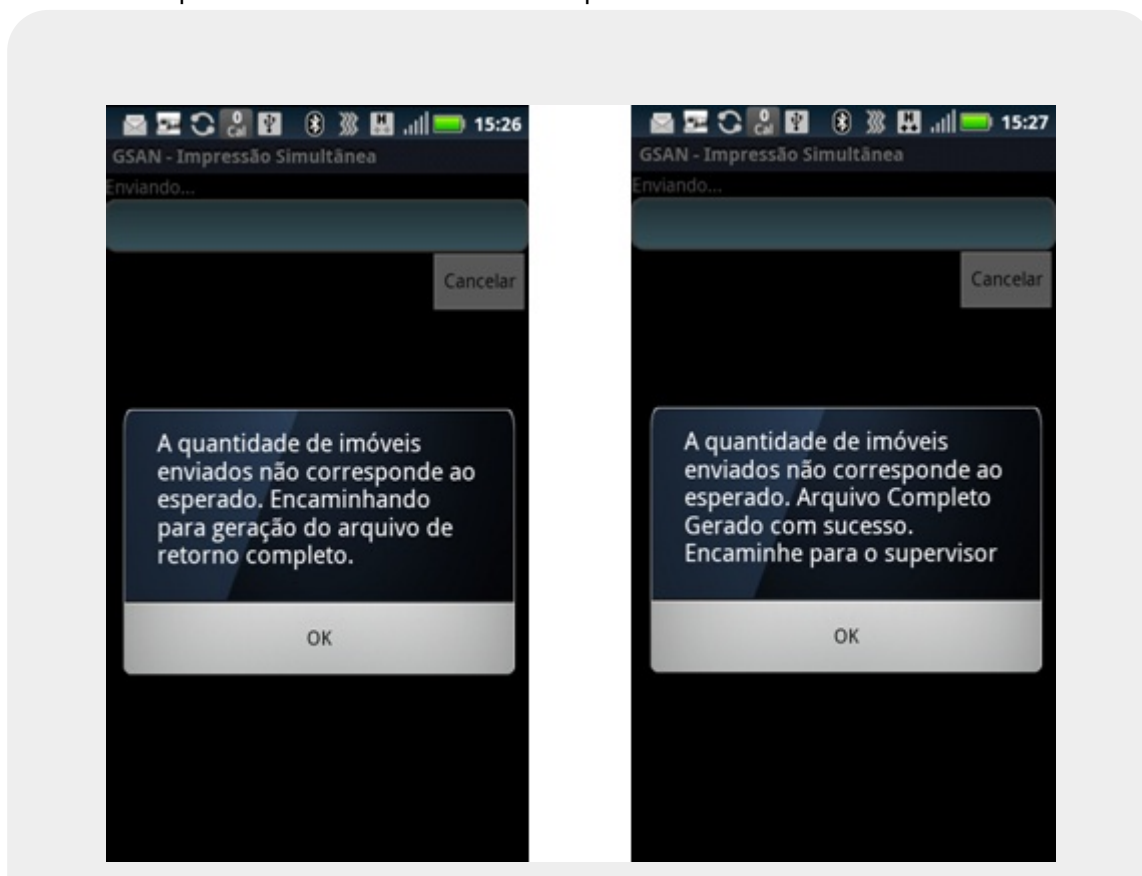 15:26
GSAN - Impressão Simultânea
Enviando...
Cancelar
A quantidade de imóveis
enviados não corresponde ao
esperado. Encaminhando
para geração do arquivo de
retorno completo.
OK
15:27
GSAN - Impressão Simultânea
Enviando...
Cancelar
A quantidade de imóveis
enviados não corresponde ao
esperado. Arquivo Completo
Gerado com sucesso.
Encaminhe para o supervisor
OK